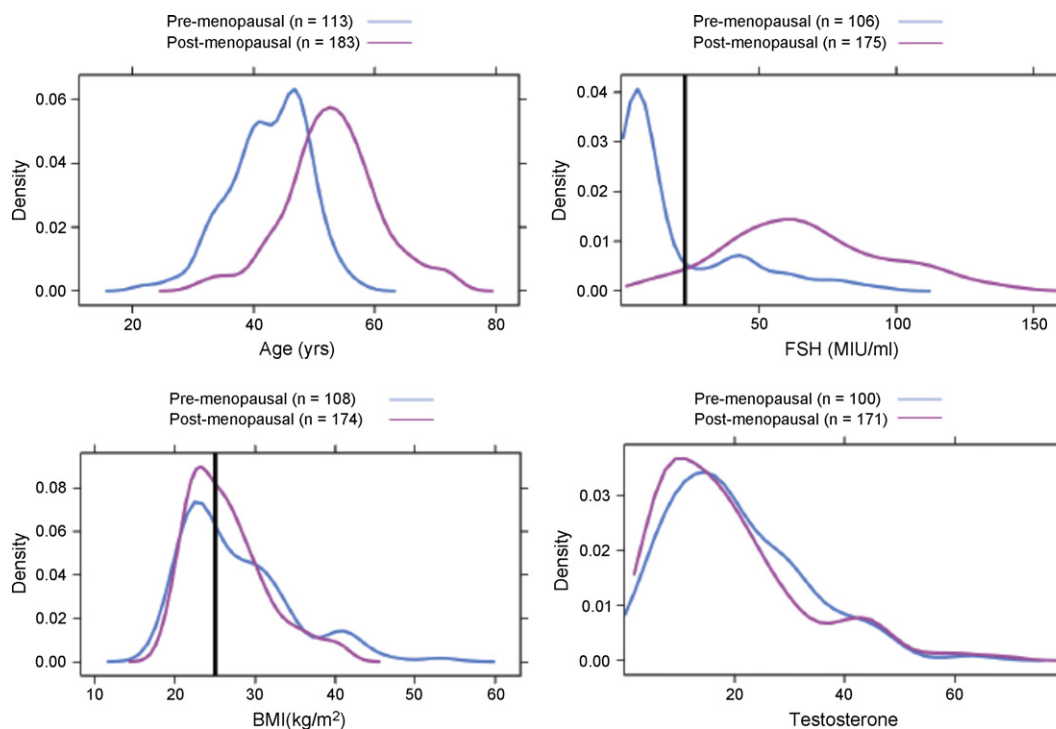 Pre-menopausal (n = 113)
Post-menopausal (n = 183)
0.06
0.04
0.02
0.00
Density
20 40 60 80
Age (yrs)
Pre-menopausal (n = 106)
Post-menopausal (n = 175)
0.04
0.03
0.02
0.01
0.00
Density
50 100 150
FSH (MIU/ml)
Pre-menopausal (n = 108)
Post-menopausal (n = 174)
0.08
0.06
0.04
0.02
0.00
Density
10 20 30 40 50 60
BMI(kg/m²)
Pre-menopausal (n = 100)
Post-menopausal (n = 171)
0.03
0.02
0.01
0.00
Density
20 40 60
Testosterone